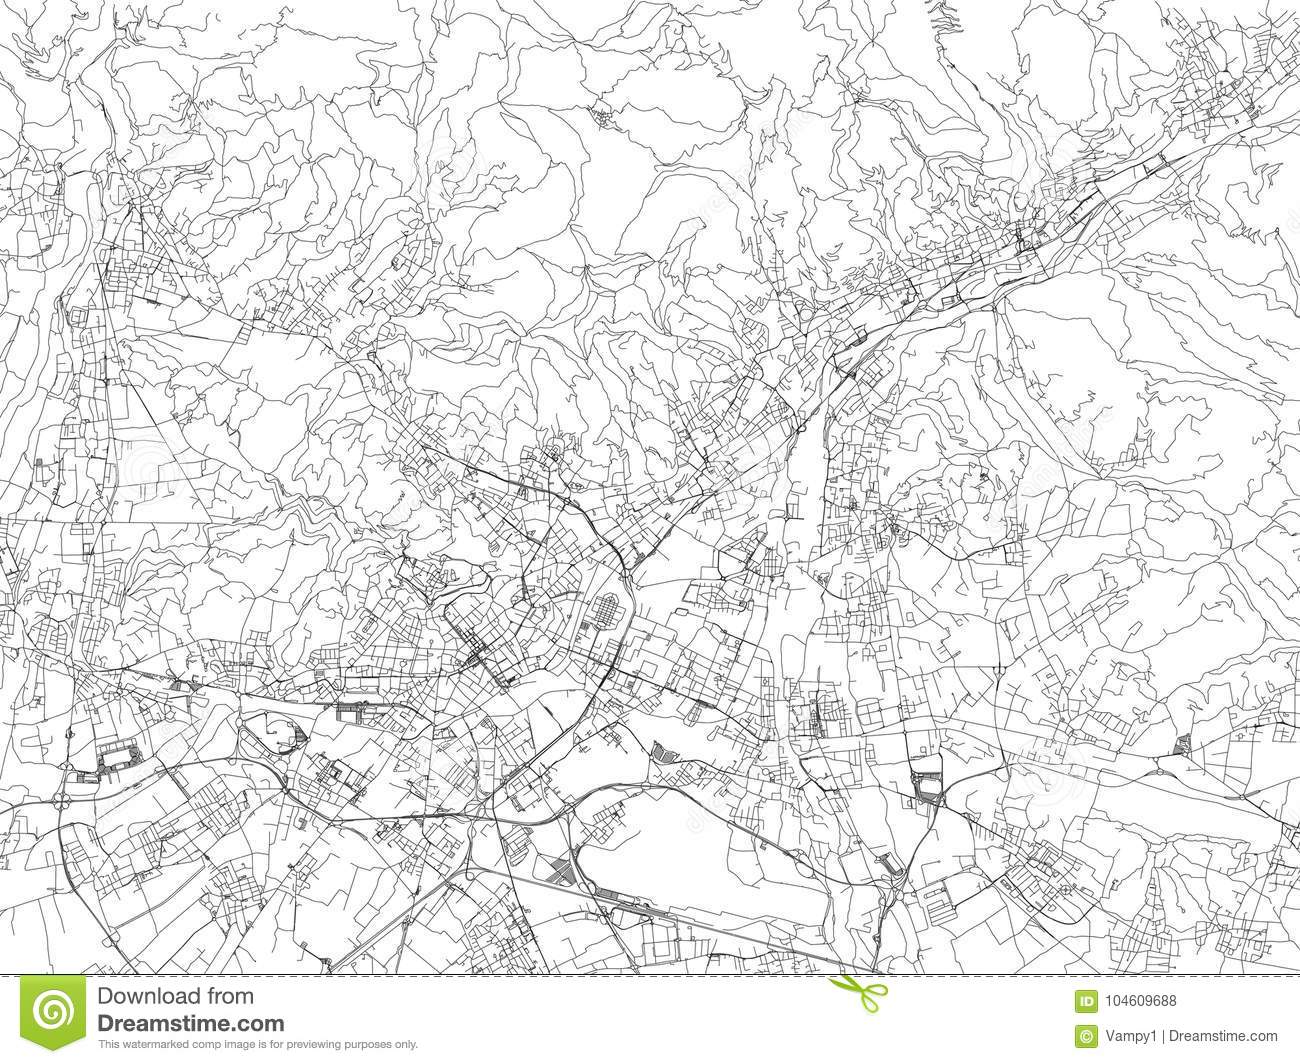 Download from
Dreamstime.com
This watermarked comp image is for previewing purposes only.
ID 104609688
© Vampy1 | Dreamstime.com